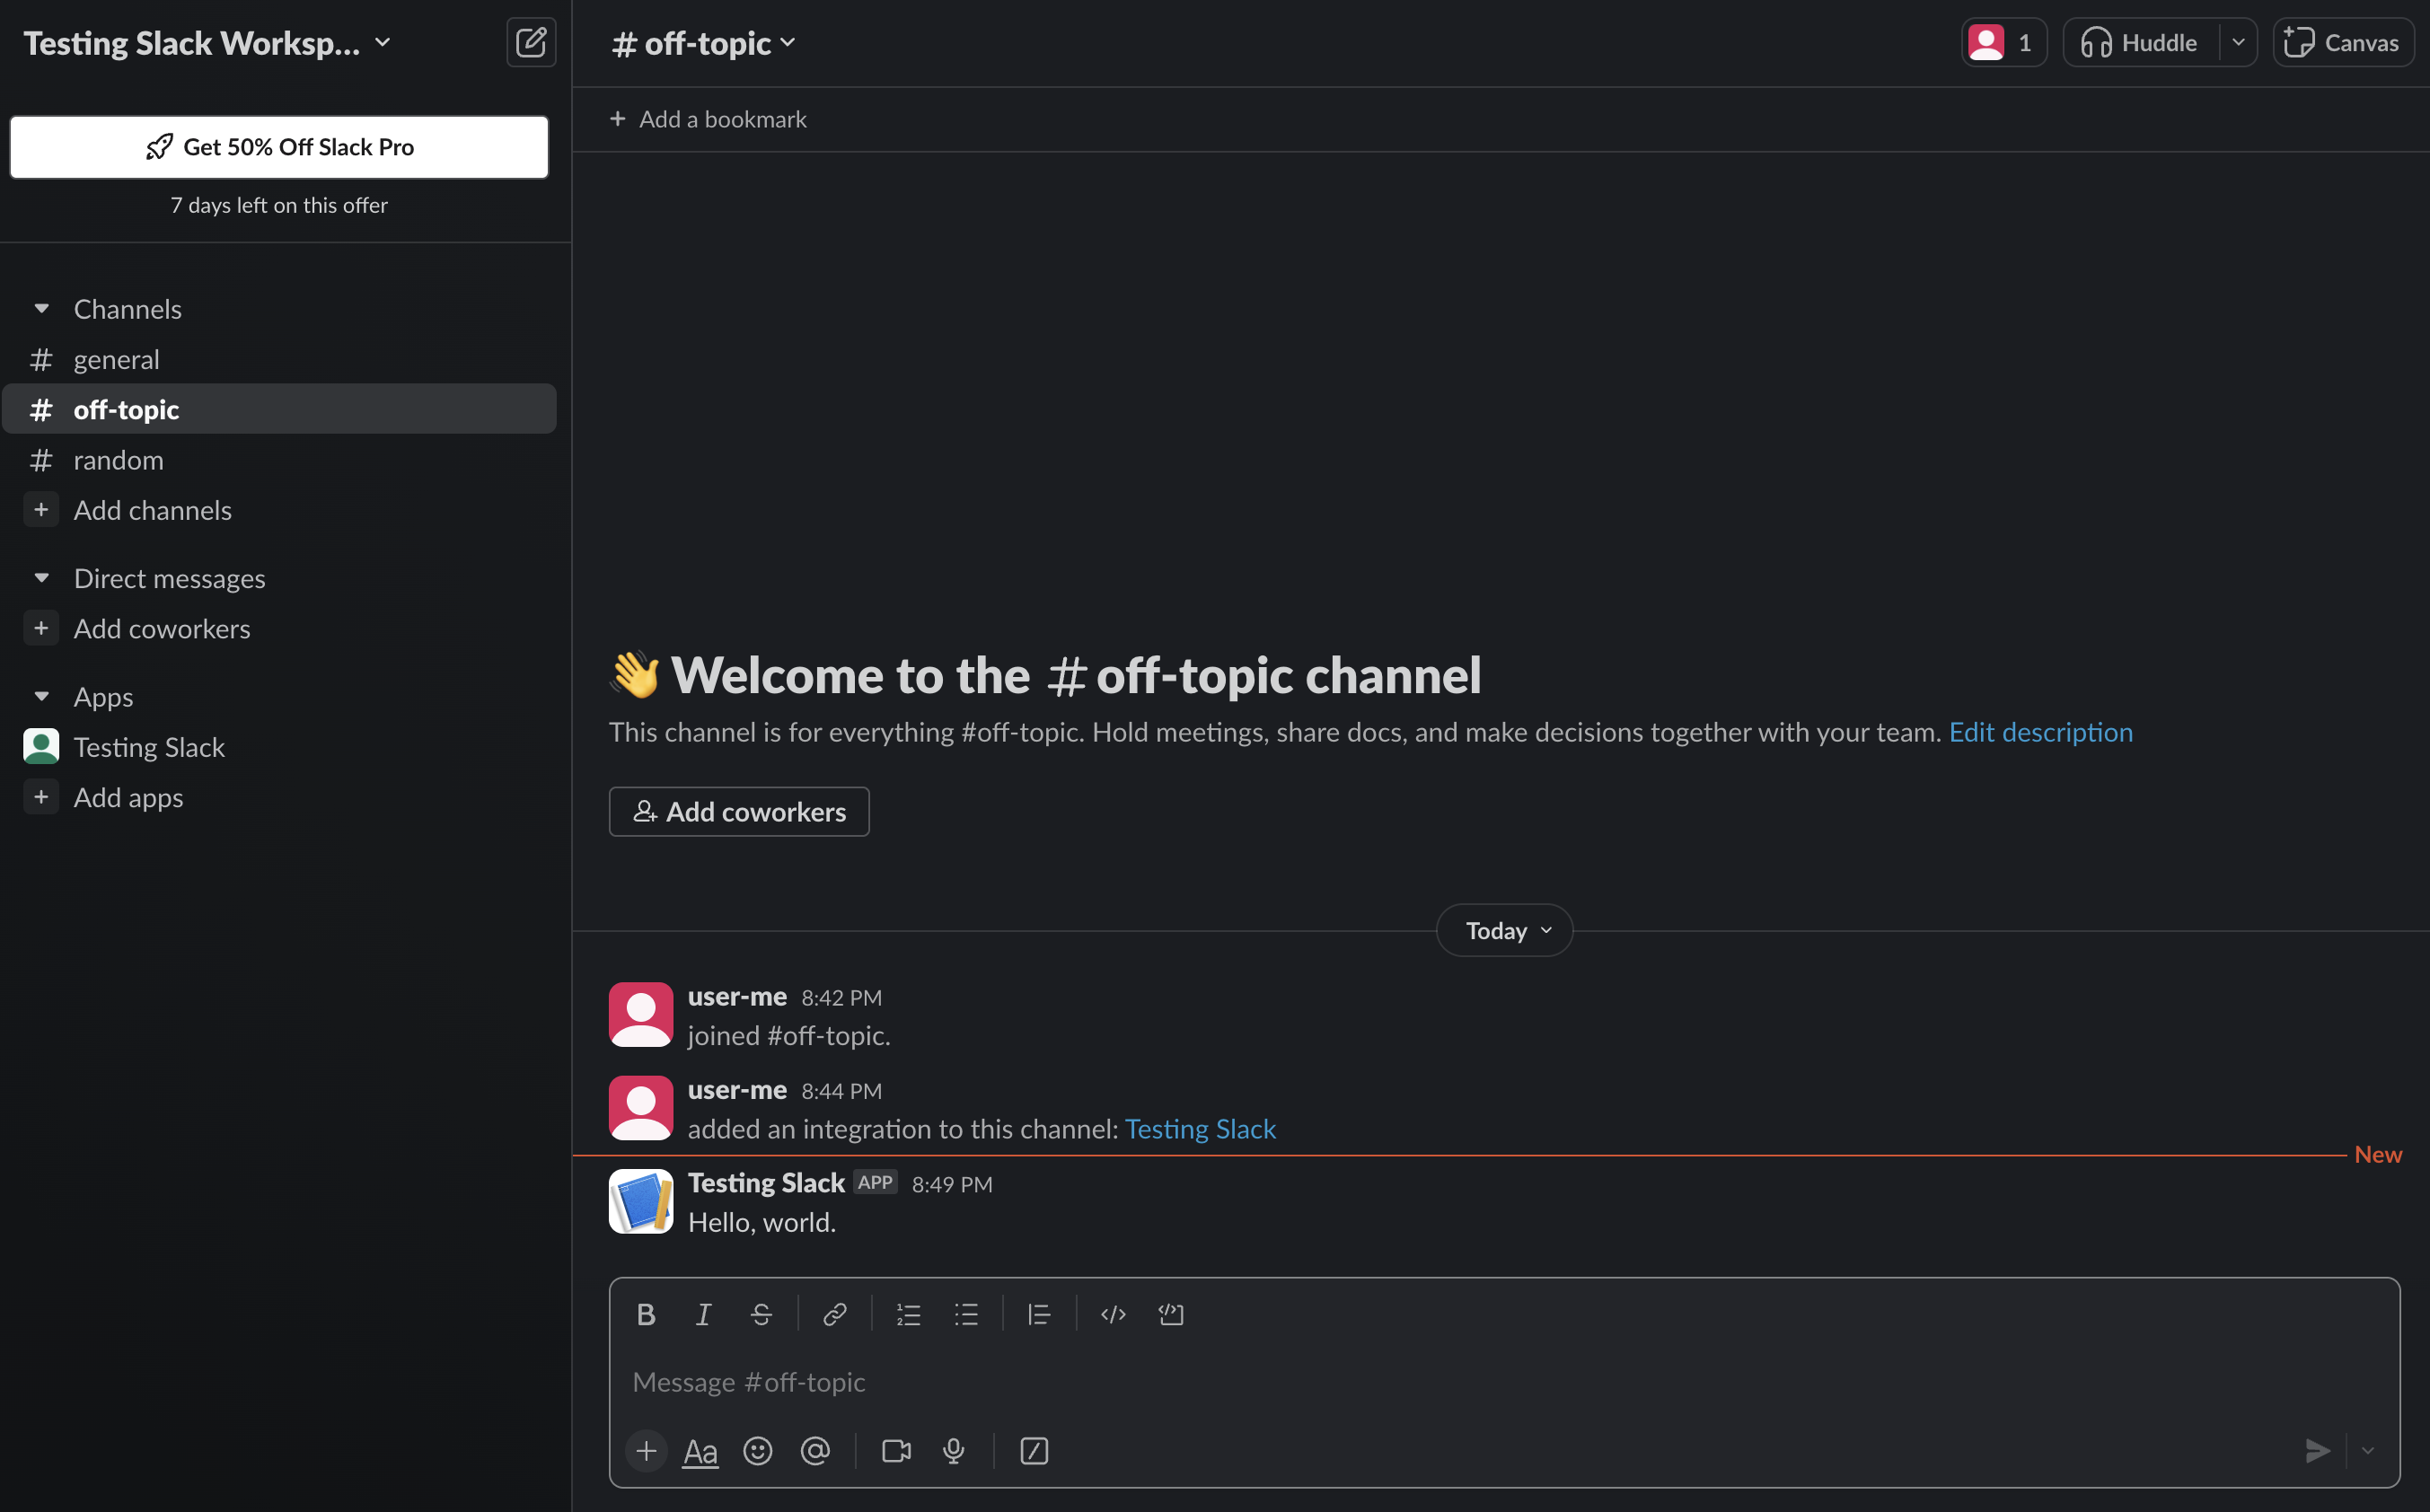 Testing Slack Worksp...
Get 50% Off Slack Pro
7 days left on this offer
Channels
# general
# off-topic
# random
+ Add channels
Direct messages
+ Add coworkers
Apps
Testing Slack
+ Add apps
# off-topic
1
Huddle
Canvas
+ Add a bookmark
👋 Welcome to the # off-topic channel
This channel is for everything #off-topic. Hold meetings, share docs, and make decisions together with your team. Edit description
Add coworkers
Today
user-me 8:42 PM
joined #off-topic.
user-me 8:44 PM
added an integration to this channel: Testing Slack
New
Testing Slack APP 8:49 PM
Hello, world.
B I S
Message #off-topic
+ Aa @